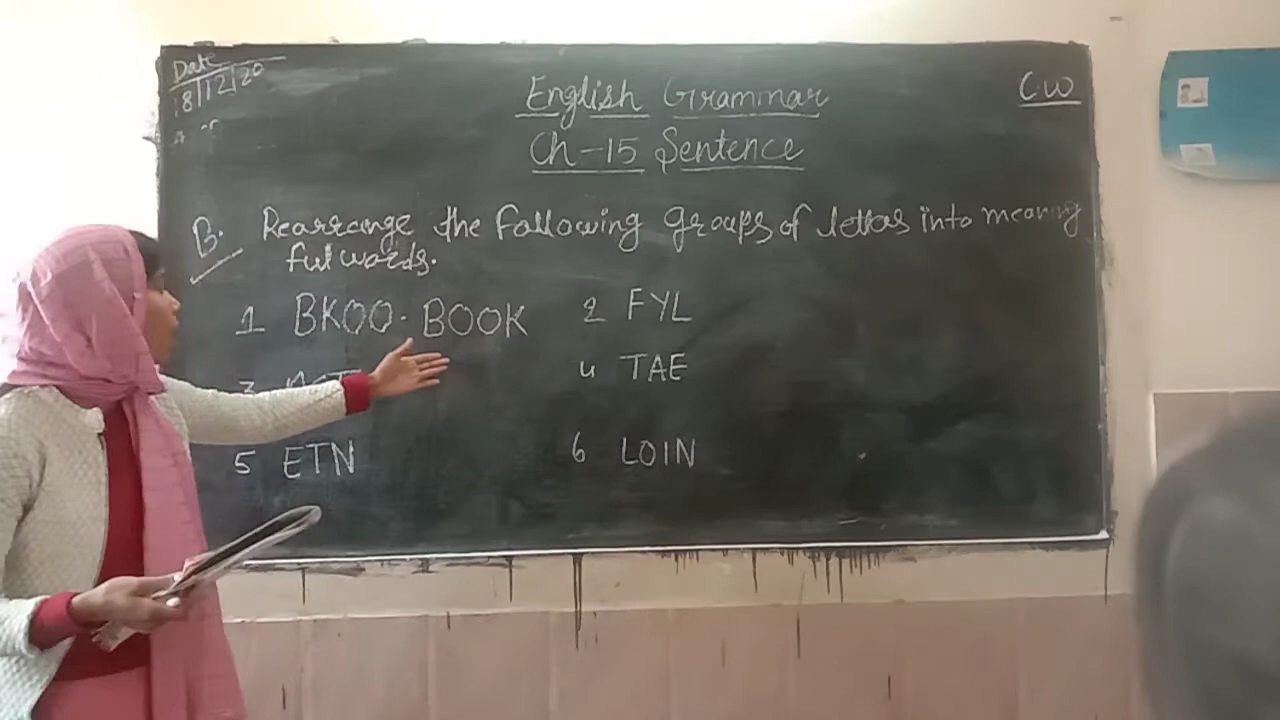 Date
18/12/20
English Grammar
C.W
Ch-15 Sentence
B. Rearrange the following groups of letters into meaning
ful words.
1 BKOO. BOOK 2 FYL
3 4 TAE
5 ETN 6 LOIN